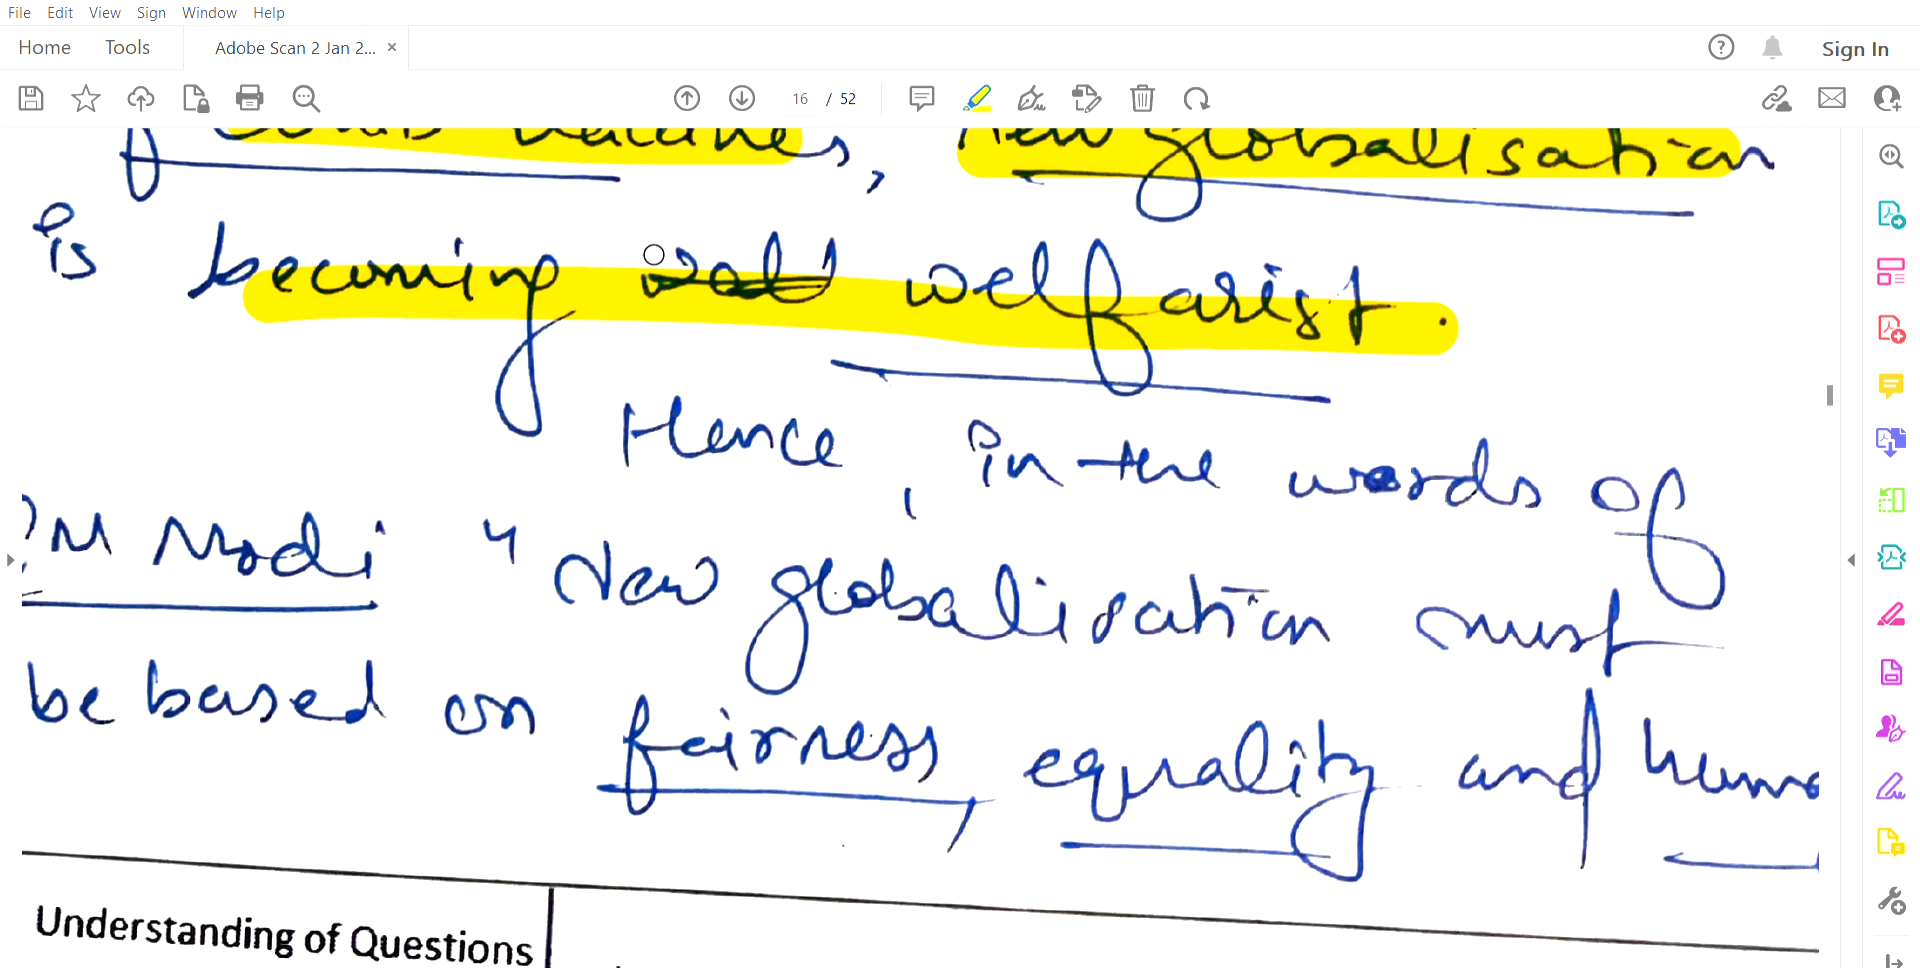 File Edit View Sign Window Help
Home Tools Adobe Scan 2 Jan 2... × ? Sign In
16 / 52
new globalisation
is becoming welfarist.
Hence, in the words of
PM Modi " New globalisation must
be based on fairness, equality and huma
Understanding of Questions